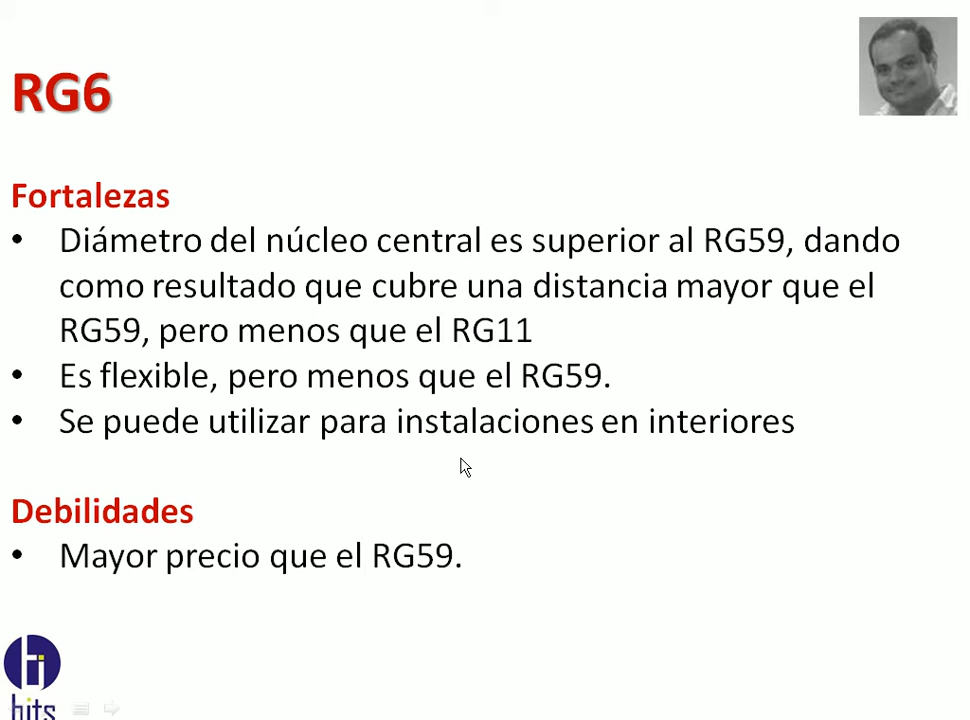 RG6
Fortalezas
• Diámetro del núcleo central es superior al RG59, dando
como resultado que cubre una distancia mayor que el
RG59, pero menos que el RG11
• Es flexible, pero menos que el RG59.
• Se puede utilizar para instalaciones en interiores
Debilidades
• Mayor precio que el RG59.
hits